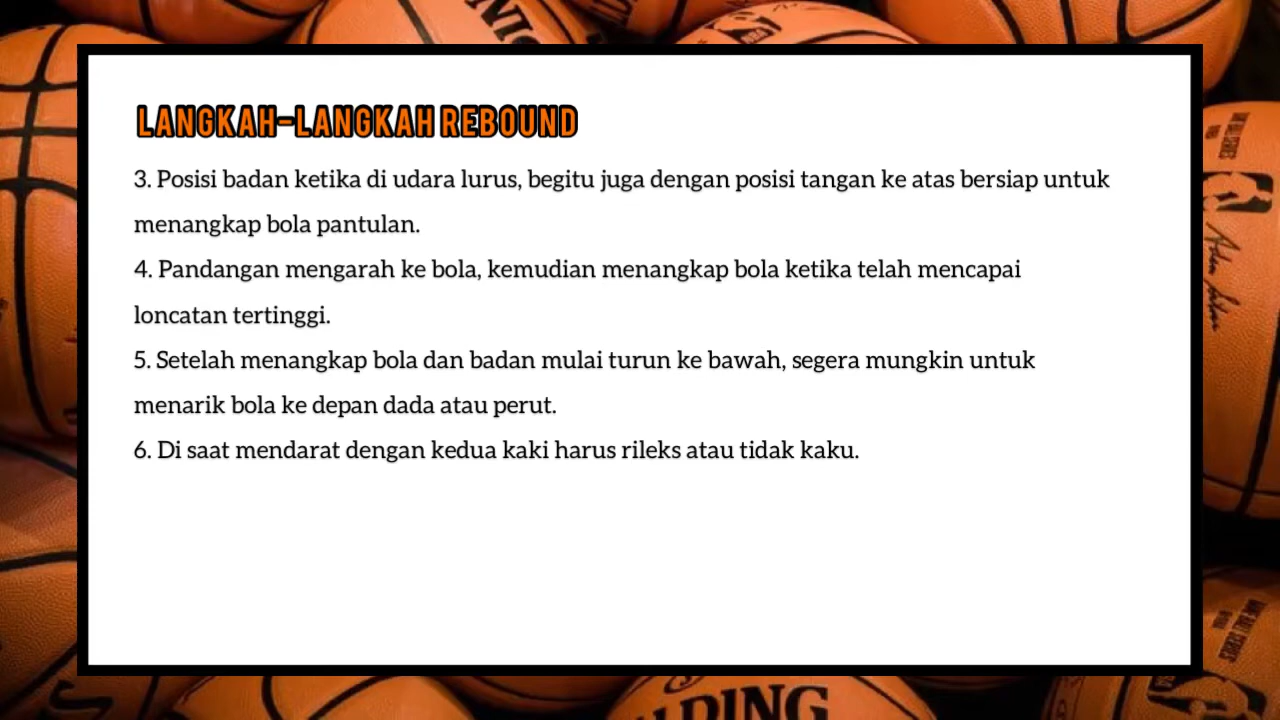 NBA
LANGKAH-LANGKAH REBOUND
3. Posisi badan ketika di udara lurus, begitu juga dengan posisi tangan ke atas bersiap untuk
menangkap bola pantulan.
4. Pandangan mengarah ke bola, kemudian menangkap bola ketika telah mencapai
loncatan tertinggi.
5. Setelah menangkap bola dan badan mulai turun ke bawah, segera mungkin untuk
menarik bola ke depan dada atau perut.
6. Di saat mendarat dengan kedua kaki harus rileks atau tidak kaku.